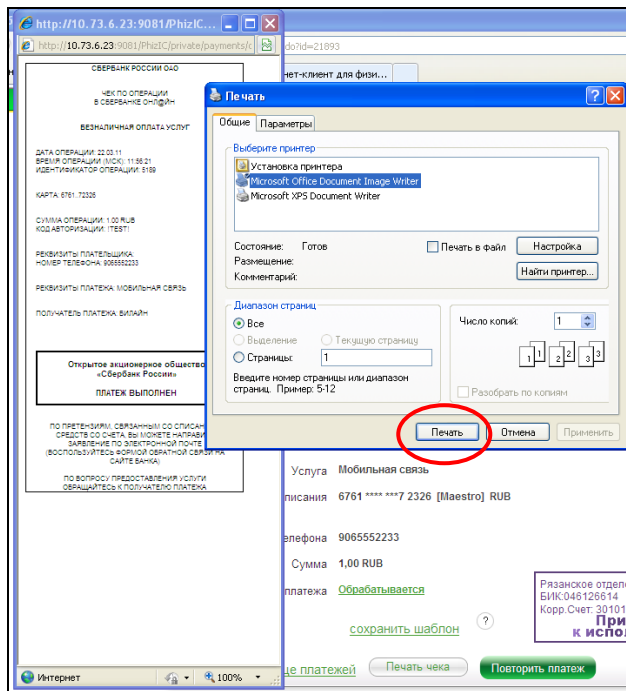 http://10.73.6.23:9081/PhizIC...
http://10.73.6.23:9081/PhizIC/private/payments/c
do?id=21893
нет-клиент для физи...
СБЕРБАНК РОССИИ ОАО
ЧЕК ПО ОПЕРАЦИИ
В СБЕРБАНКЕ ОНЛ@ЙН
БЕЗНАЛИЧНАЯ ОПЛАТА УСЛУГ
ДАТА ОПЕРАЦИИ: 22.03.11
ВРЕМЯ ОПЕРАЦИИ (МСК): 11:56:21
ИДЕНТИФИКАТОР ОПЕРАЦИИ: 5189
КАРТА: 6761..72326
СУММА ОПЕРАЦИИ: 1.00 RUB
КОД АВТОРИЗАЦИИ: !TEST!
РЕКВИЗИТЫ ПЛАТЕЛЬЩИКА:
НОМЕР ТЕЛЕФОНА: 9065552233
РЕКВИЗИТЫ ПЛАТЕЖА: МОБИЛЬНАЯ СВЯЗЬ
ПОЛУЧАТЕЛЬ ПЛАТЕЖА: БИЛАЙН
Открытое акционерное общество
«Сбербанк России»
ПЛАТЕЖ ВЫПОЛНЕН
ПО ПРЕТЕНЗИЯМ, СВЯЗАННЫМ СО СПИСАН
СРЕДСТВ СО СЧЕТА, ВЫ МОЖЕТЕ НАПРАВИ
ЗАЯВЛЕНИЕ ПО ЭЛЕКТРОННОЙ ПОЧТЕ
(ВОСПОЛЬЗУЙТЕСЬ ФОРМОЙ ОБРАТНОЙ СВЯЗИ НА
САЙТЕ БАНКА)
ПО ВОПРОСУ ПРЕДОСТАВЛЕНИЯ УСЛУГИ
ОБРАЩАЙТЕСЬ К ПОЛУЧАТЕЛЮ ПЛАТЕЖА
Интернет
100%
Печать
Общие
Параметры
Выберите принтер
Установка принтера
Microsoft Office Document Image Writer
Microsoft XPS Document Writer
Состояние: Готов
Размещение:
Комментарий:
Печать в файл
Настройка
Найти принтер...
Диапазон страниц
Все
Выделение
Текущую страницу
Страницы:
1
Введите номер страницы или диапазон
страниц. Пример: 5-12
Число копий:
1
1 1 2 2 3 3
Разобрать по копиям
Печать
Отмена
Применить
Услуга Мобильная связь
писания 6761 **** ***7 2326 [Maestro] RUB
елефона 9065552233
Сумма 1,00 RUB
платежа Обрабатывается
сохранить шаблон
?
Рязанское отдел
БИК:046126614
Корр.Счет: 30101
При
к испо
це платежей
Печать чека
Повторить платеж